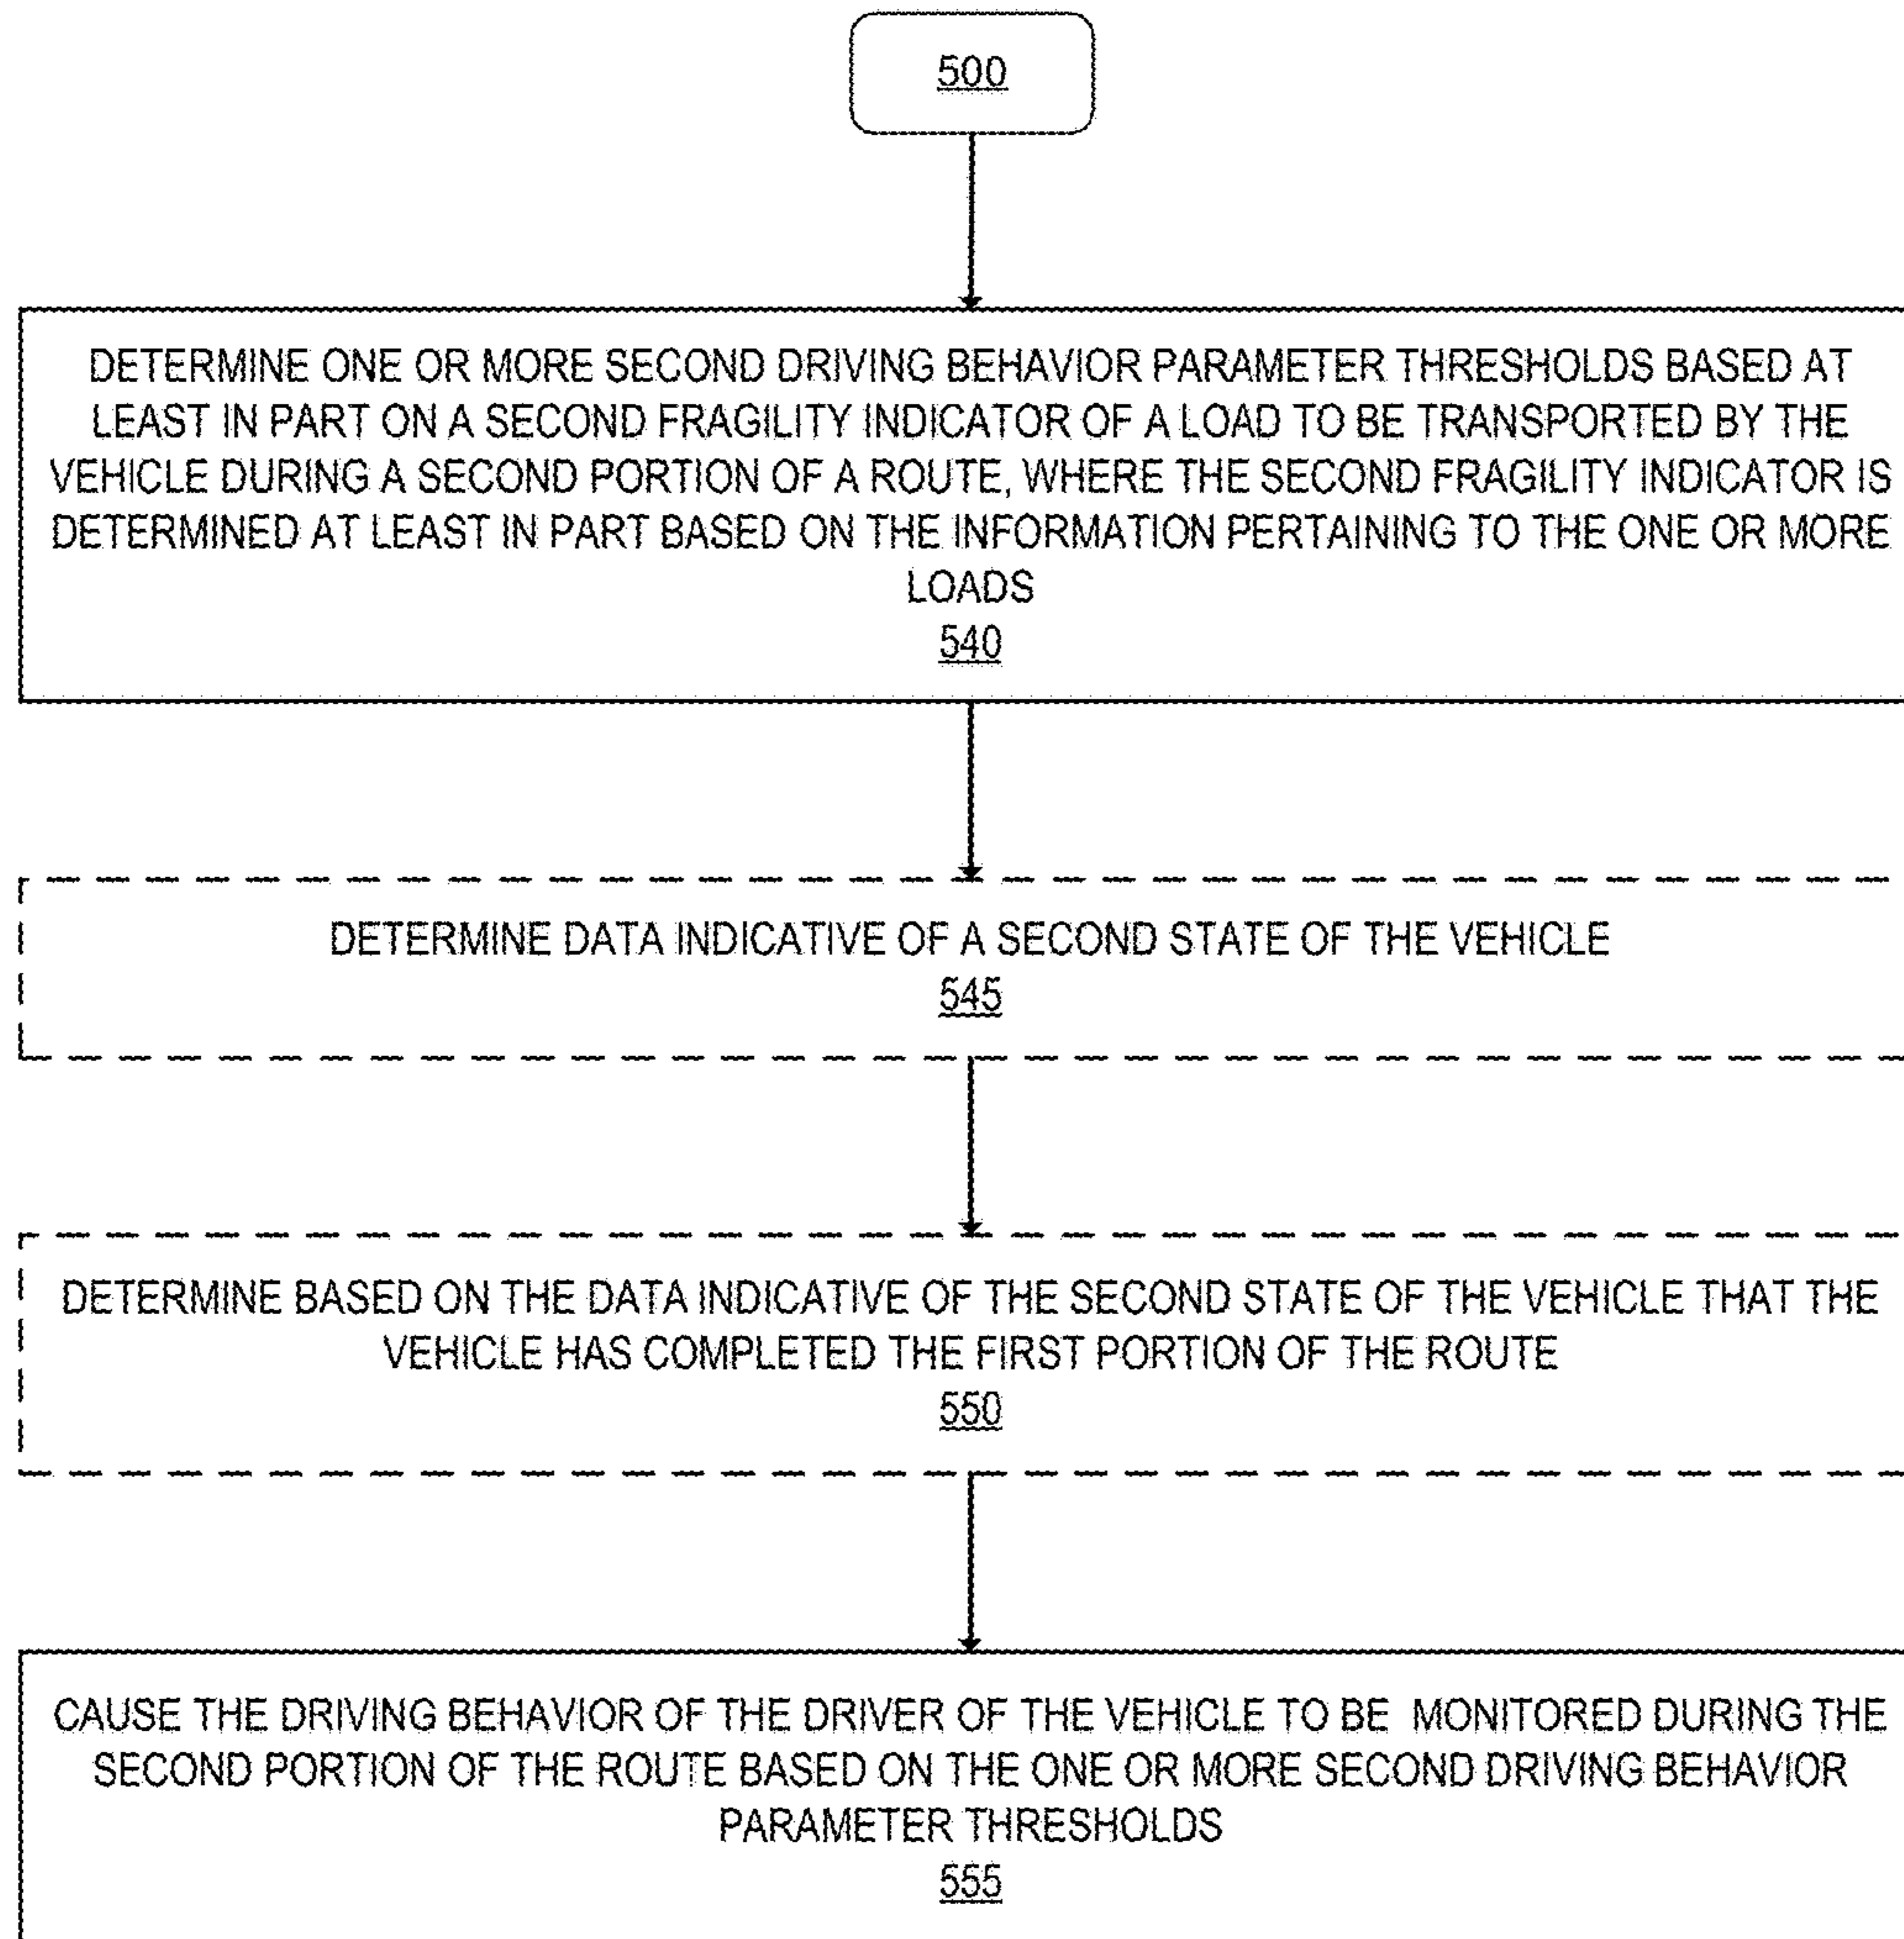 500
DETERMINE ONE OR MORE SECOND DRIVING BEHAVIOR PARAMETER THRESHOLDS BASED AT
LEAST IN PART ON A SECOND FRAGILITY INDICATOR OF A LOAD TO BE TRANSPORTED BY THE
VEHICLE DURING A SECOND PORTION OF A ROUTE, WHERE THE SECOND FRAGILITY INDICATOR IS
DETERMINED AT LEAST IN PART BASED ON THE INFORMATION PERTAINING TO THE ONE OR MORE
LOADS
540
DETERMINE DATA INDICATIVE OF A SECOND STATE OF THE VEHICLE
545
DETERMINE BASED ON THE DATA INDICATIVE OF THE SECOND STATE OF THE VEHICLE THAT THE
VEHICLE HAS COMPLETED THE FIRST PORTION OF THE ROUTE
550
CAUSE THE DRIVING BEHAVIOR OF THE DRIVER OF THE VEHICLE TO BE MONITORED DURING THE
SECOND PORTION OF THE ROUTE BASED ON THE ONE OR MORE SECOND DRIVING BEHAVIOR
PARAMETER THRESHOLDS
555